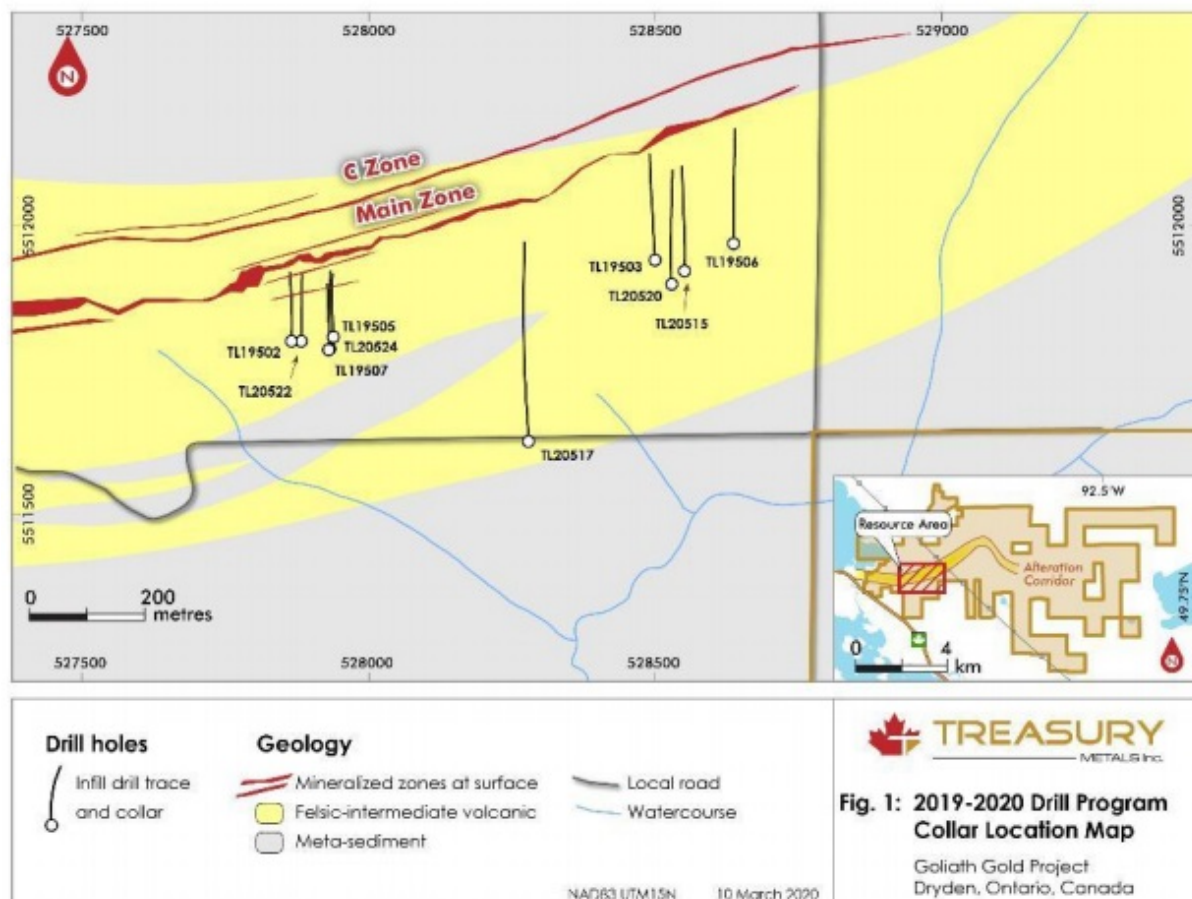 527500
528000
528500
529000
N
C Zone
Main Zone
5512000
5512000
TL19503
TL19506
TL20520
TL20515
TL19505
TL19502
TL20524
TL20522
TL19507
TL20517
5511500
0 200
metres
527500
528000
528500
92.5°W
Resource Area
Alteration
Corridor
49.75°N
0 4
km
N
Drill holes
Infill drill trace
and collar
Geology
Mineralized zones at surface
Felsic-intermediate volcanic
Meta-sediment
Local road
Watercourse
NAD83 UTM15N 10 March 2020
TREASURY
METALS Inc.
Fig. 1: 2019-2020 Drill Program
Collar Location Map
Goliath Gold Project
Dryden, Ontario, Canada